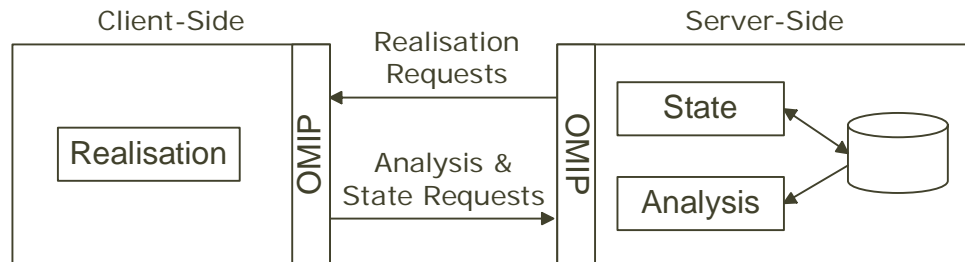 Client-Side
Server-Side
Realisation
Requests
OMIP
OMIP
State
Realisation
Analysis &
State Requests
Analysis